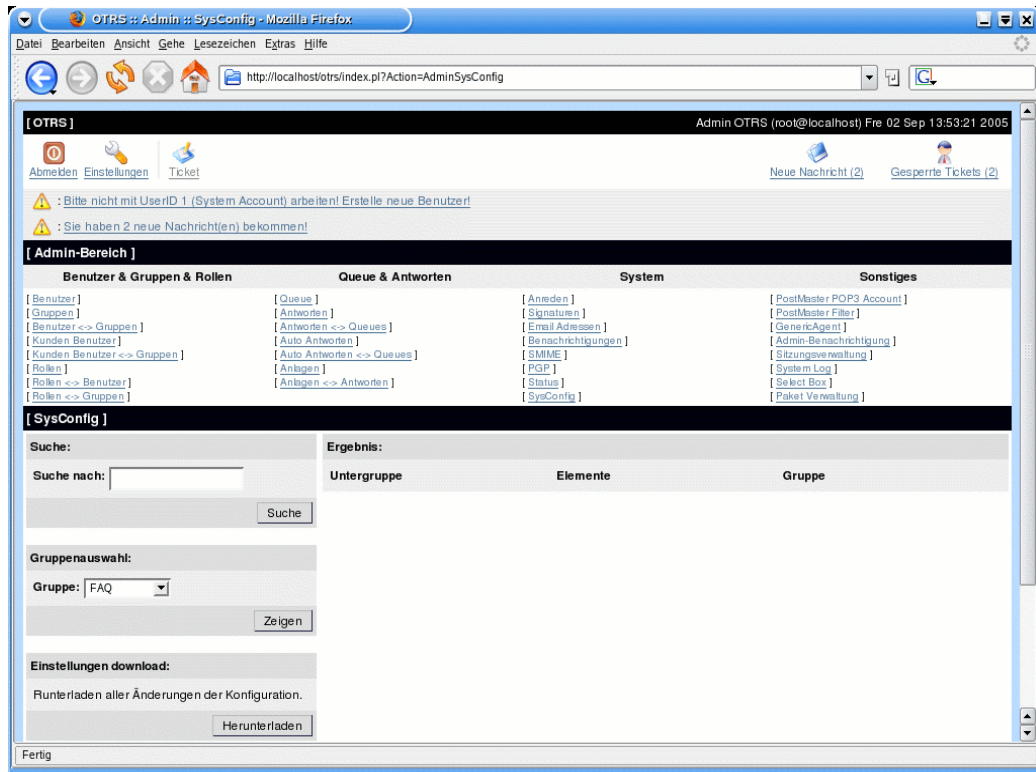 OTRS :: Admin :: SysConfig - Mozilla Firefox
Datei Bearbeiten Ansicht Gehe Lesezeichen Extras Hilfe
http://localhost/otrs/index.pl?Action=AdminSysConfig
G
[ OTRS ] Admin OTRS (root@localhost) Fre 02 Sep 13:53:21 2005
Abmelden Einstellungen Ticket Neue Nachricht (2) Gesperrte Tickets (2)
: Bitte nicht mit UserID 1 (System Account) arbeiten! Erstelle neue Benutzer!
: Sie haben 2 neue Nachricht(en) bekommen!
[ Admin-Bereich ]
Benutzer & Gruppen & Rollen Queue & Antworten System Sonstiges
[ Benutzer ] [ Queue ] [ Anreden ] [ PostMaster POP3 Account ]
[ Gruppen ] [ Antworten ] [ Signaturen ] [ PostMaster Filter ]
[ Benutzer <-> Gruppen ] [ Antworten <-> Queues ] [ Email Adressen ] [ GenericAgent ]
[ Kunden Benutzer ] [ Auto Antworten ] [ Benachrichtigungen ] [ Admin-Benachrichtigung ]
[ Kunden Benutzer <-> Gruppen ] [ Auto Antworten <-> Queues ] [ SMIME ] [ Sitzungsverwaltung ]
[ Rollen ] [ Anlagen ] [ PGP ] [ System Log ]
[ Rollen <-> Benutzer ] [ Anlagen <-> Antworten ] [ Status ] [ Select Box ]
[ Rollen <-> Gruppen ] [ SysConfig ] [ Paket Verwaltung ]
[ SysConfig ]
Suche: Ergebnis:
Suche nach: Untergruppe Elemente Gruppe
Suche
Gruppenauswahl:
Gruppe: FAQ
Zeigen
Einstellungen download:
Runterladen aller Änderungen der Konfiguration.
Herunterladen
Fertig